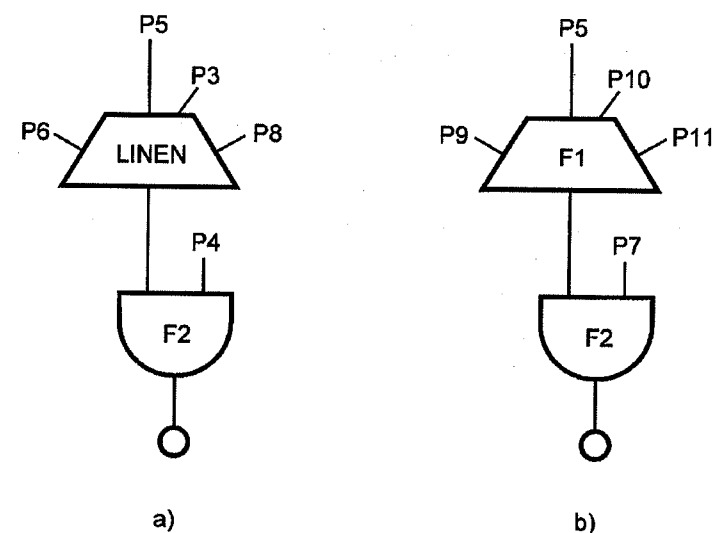 P5 P5
P3 P10
P6 LINEN P8 P9 F1 P11
P4 P7
F2 F2
a) b)